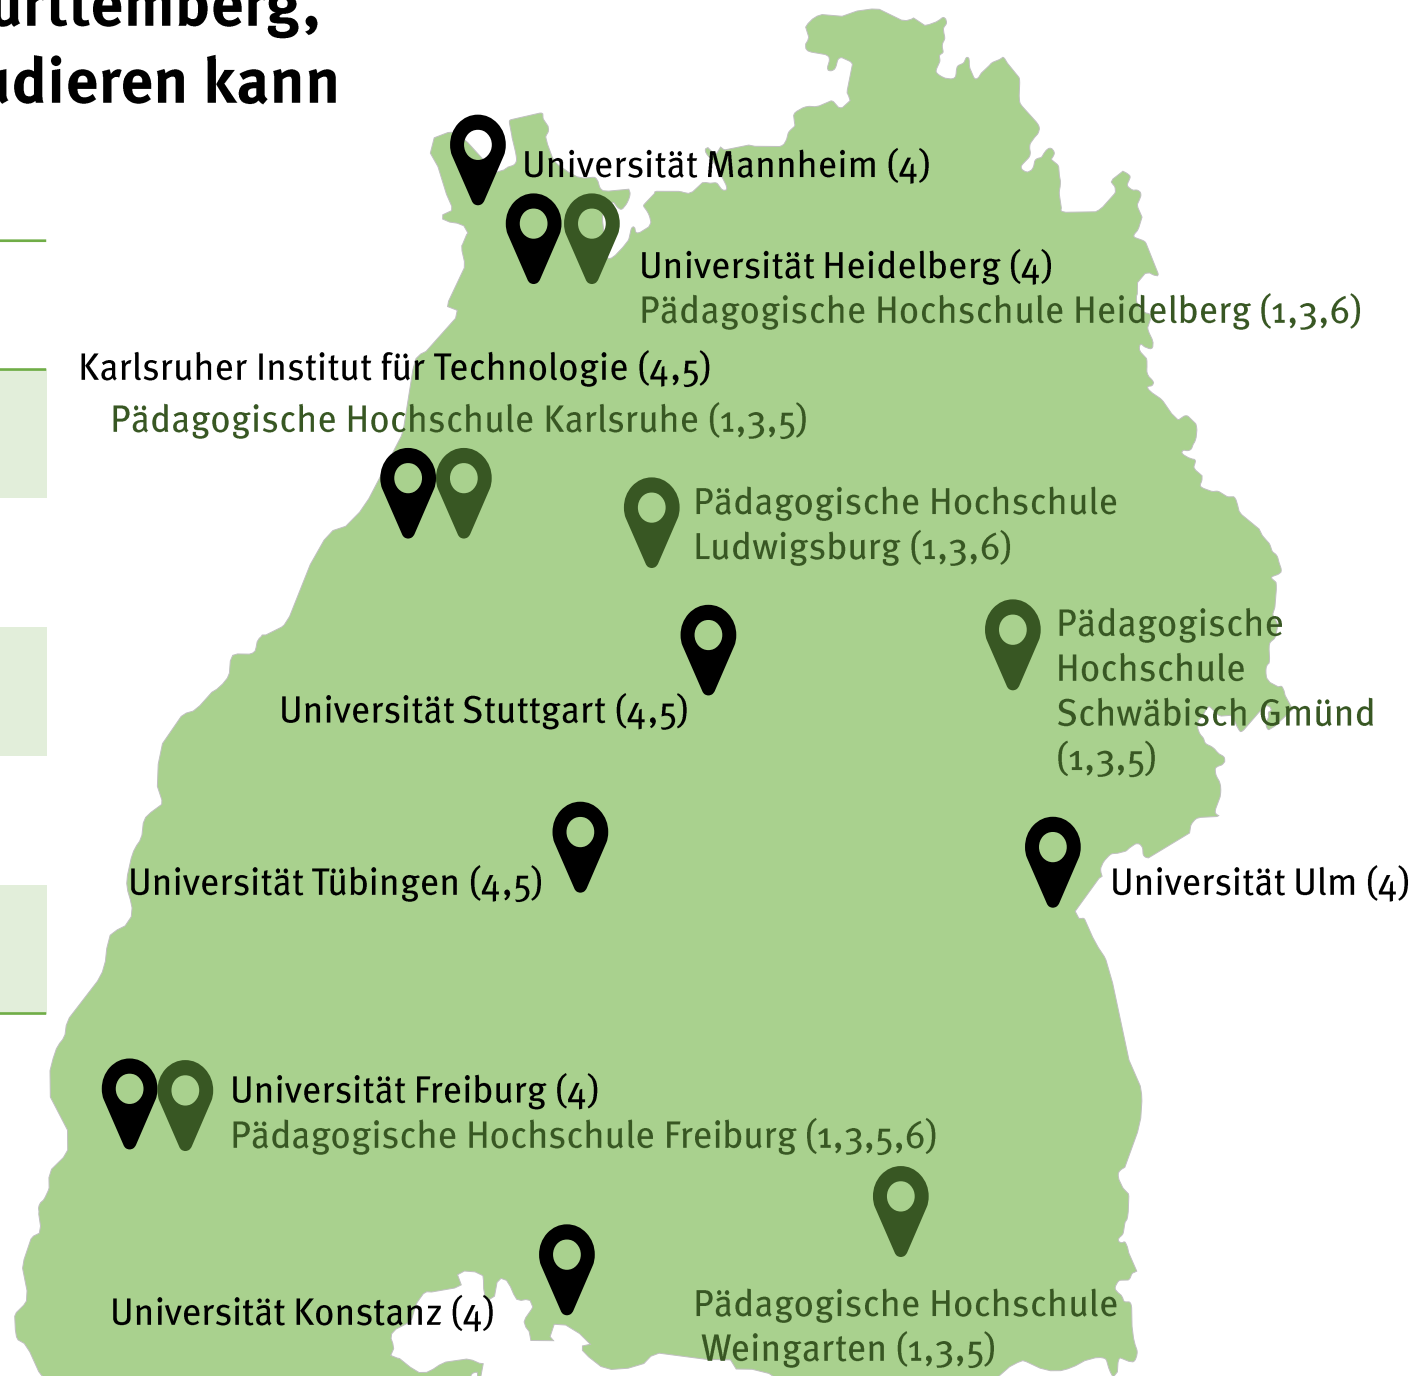 ürttemberg,
udieren kann
Universität Mannheim (4)
Universität Heidelberg (4)
Pädagogische Hochschule Heidelberg (1,3,6)
Karlsruher Institut für Technologie (4,5)
Pädagogische Hochschule Karlsruhe (1,3,5)
Pädagogische Hochschule
Ludwigsburg (1,3,6)
Pädagogische
Hochschule
Schwäbisch Gmünd
(1,3,5)
Universität Stuttgart (4,5)
Universität Tübingen (4,5)
Universität Ulm (4)
Universität Freiburg (4)
Pädagogische Hochschule Freiburg (1,3,5,6)
Universität Konstanz (4)
Pädagogische Hochschule
Weingarten (1,3,5)